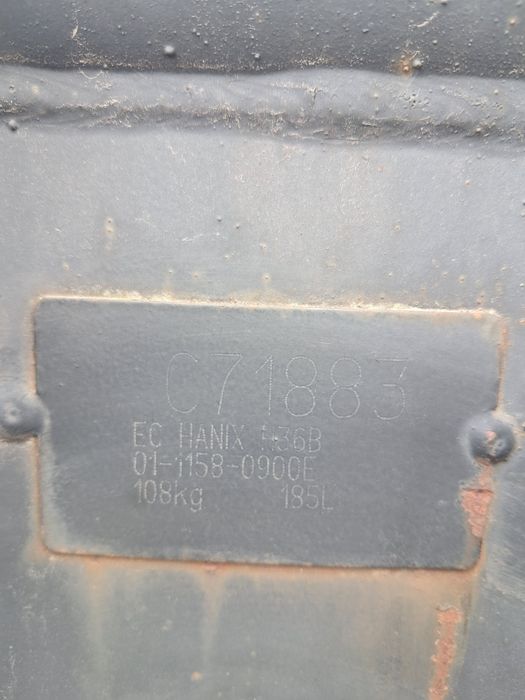 C71883
EC HANIX H36B
01-1158-0900E
108kg 185L